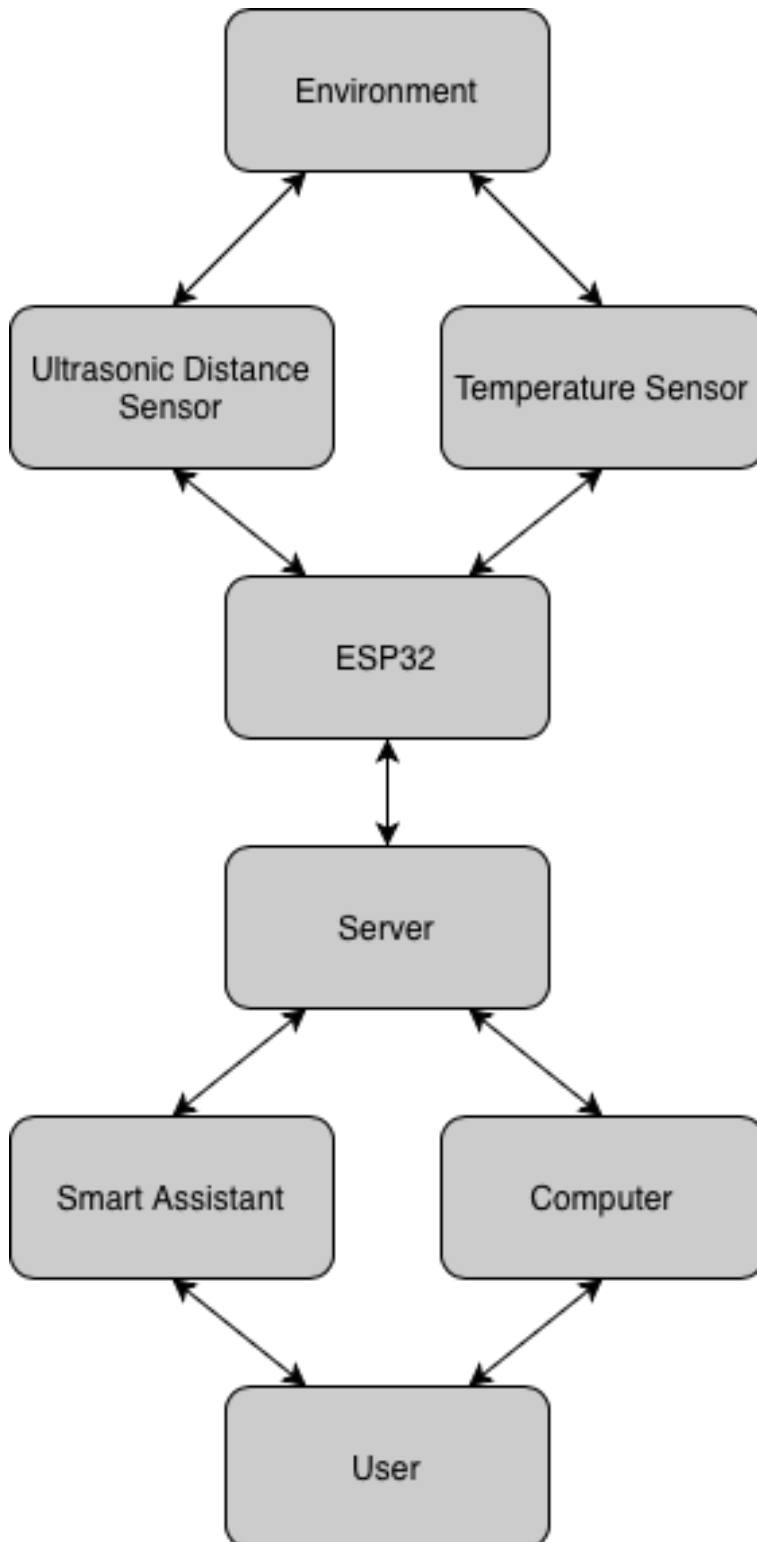 Environment
Ultrasonic Distance
Sensor
Temperature Sensor
ESP32
Server
Smart Assistant
Computer
User